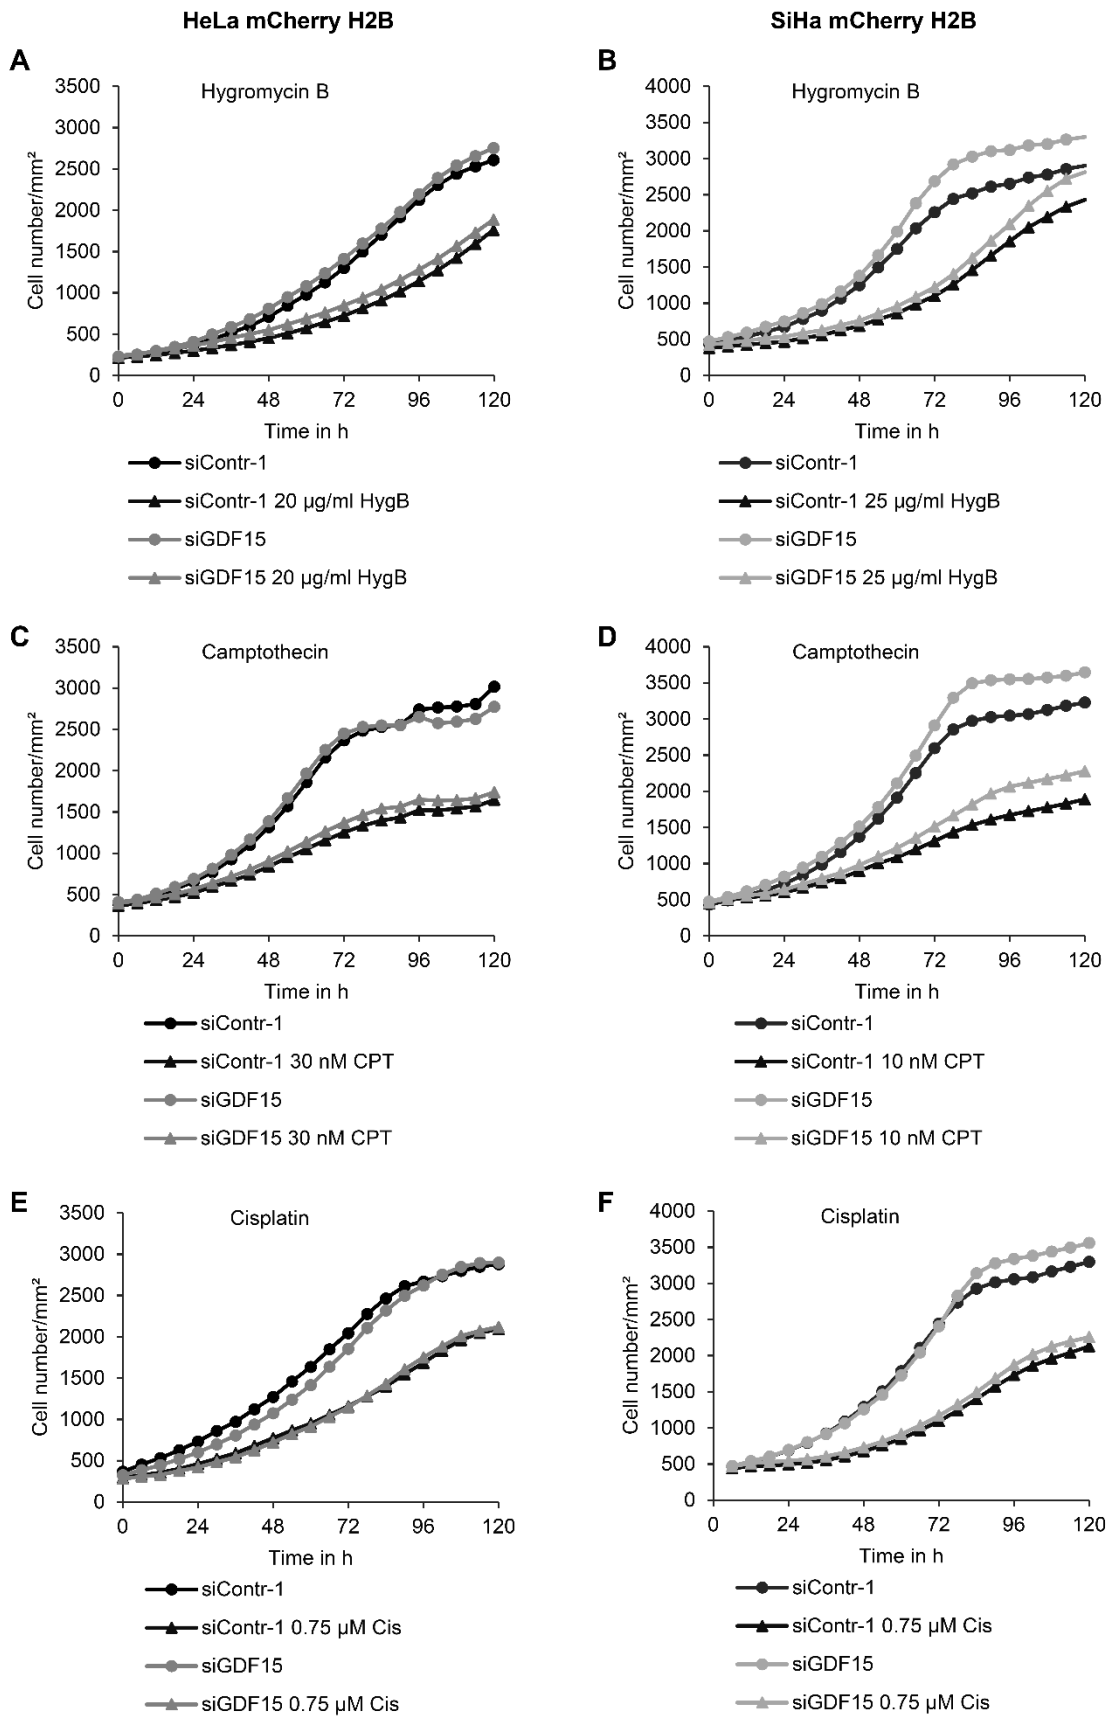 HeLa mCherry H2B
SiHa mCherry H2B
A
Hygromycin B
3500
3000
2500
2000
1500
1000
500
0
Cell number/mm²
0 24 48 72 96 120
Time in h
siContr-1
siContr-1 20 µg/ml HygB
siGDF15
siGDF15 20 µg/ml HygB
B
Hygromycin B
4000
3500
3000
2500
2000
1500
1000
500
0
Cell number/mm²
0 24 48 72 96 120
Time in h
siContr-1
siContr-1 25 µg/ml HygB
siGDF15
siGDF15 25 µg/ml HygB
C
Camptothecin
3500
3000
2500
2000
1500
1000
500
0
Cell number/mm²
0 24 48 72 96 120
Time in h
siContr-1
siContr-1 30 nM CPT
siGDF15
siGDF15 30 nM CPT
D
Camptothecin
4000
3500
3000
2500
2000
1500
1000
500
0
Cell number/mm²
0 24 48 72 96 120
Time in h
siContr-1
siContr-1 10 nM CPT
siGDF15
siGDF15 10 nM CPT
E
Cisplatin
3500
3000
2500
2000
1500
1000
500
0
Cell number/mm²
0 24 48 72 96 120
Time in h
siContr-1
siContr-1 0.75 µM Cis
siGDF15
siGDF15 0.75 µM Cis
F
Cisplatin
4000
3500
3000
2500
2000
1500
1000
500
0
Cell number/mm²
0 24 48 72 96 120
Time in h
siContr-1
siContr-1 0.75 µM Cis
siGDF15
siGDF15 0.75 µM Cis